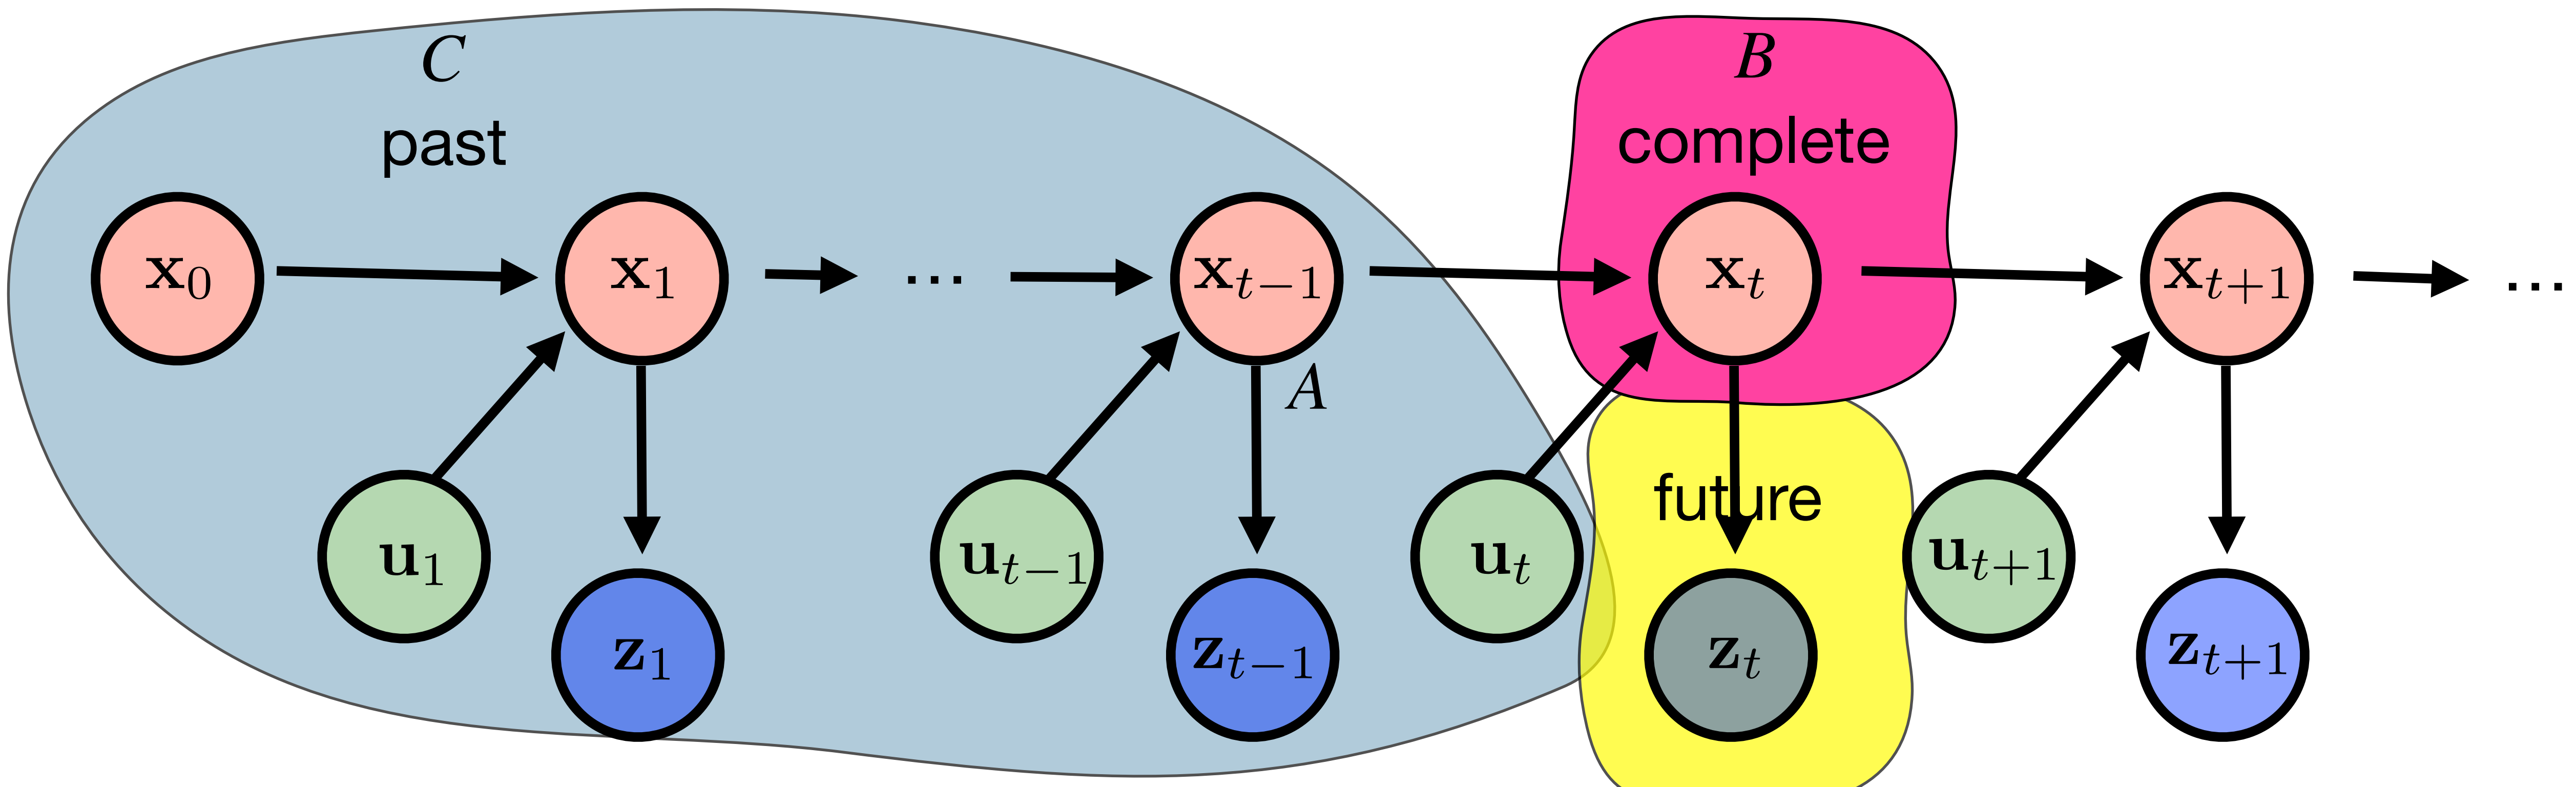 C
B
past
complete
x₀
x₁
...
xₜ₋₁
xₜ
xₜ₊₁
...
A
future
u₁
uₜ₋₁
uₜ
uₜ₊₁
z₁
zₜ₋₁
zₜ
zₜ₊₁